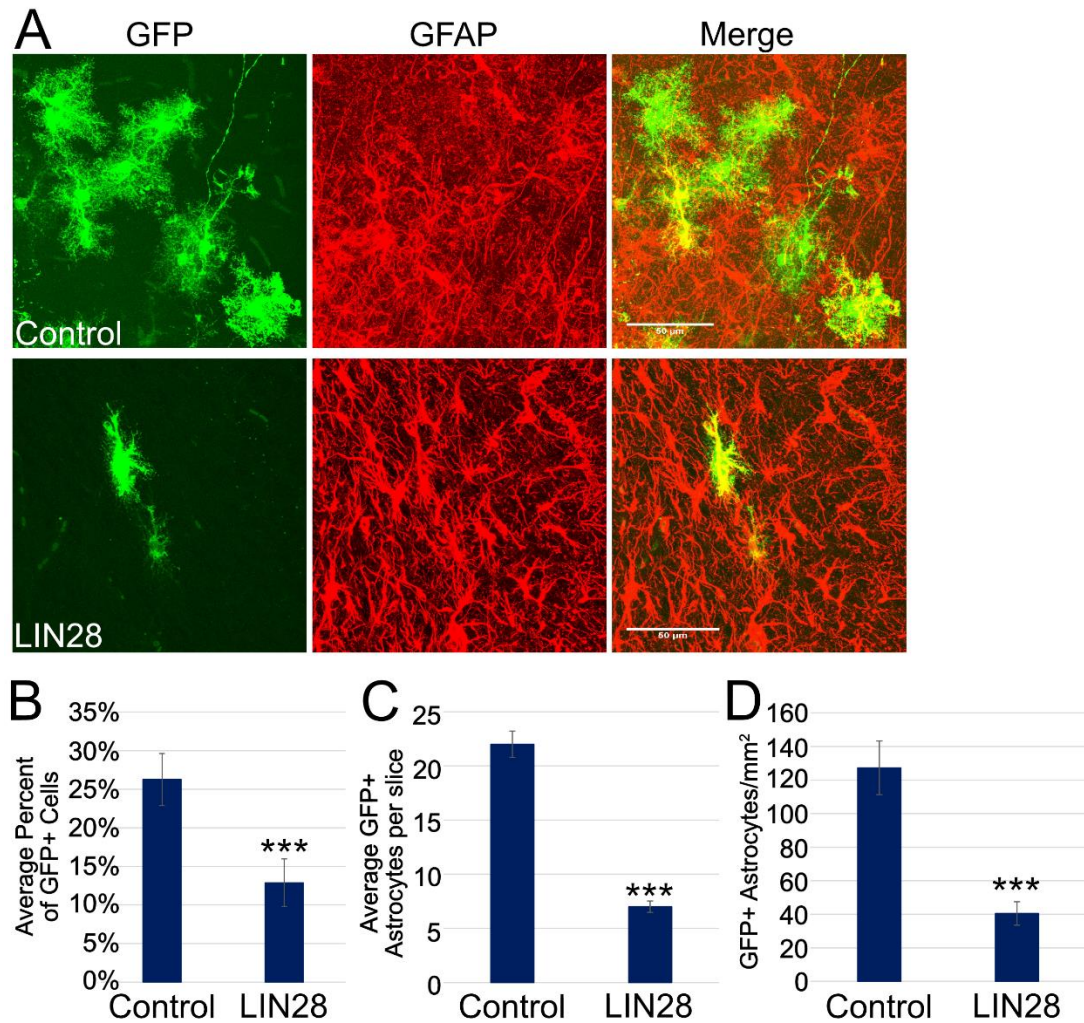 A
GFP
GFAP
Merge
Control
50 µm
LIN28
50 µm
B
Average Percent
of GFP+ Cells
35%
30%
25%
20%
15%
10%
5%
0%
***
Control
LIN28
C
Average GFP+
Astrocytes per slice
25
20
15
10
5
0
***
Control
LIN28
D
GFP+ Astrocytes/mm²
160
140
120
100
80
60
40
20
0
***
Control
LIN28